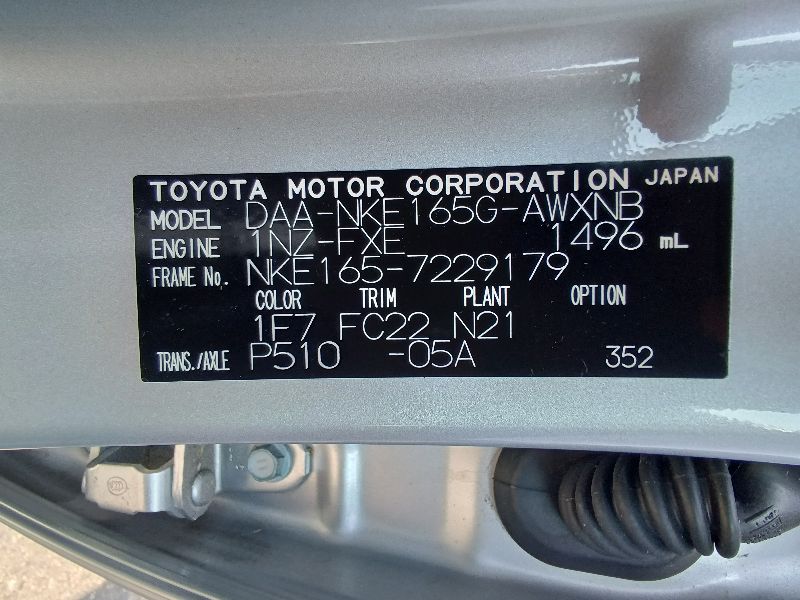 TOYOTA MOTOR CORPORATION JAPAN
MODEL DAA-NKE165G-AWXNB
ENGINE 1NZ-FXE 1496 mL
FRAME No. NKE165-7229179
COLOR TRIM PLANT OPTION
1F7 FC22 N21
TRANS./AXLE P510 -05A 352